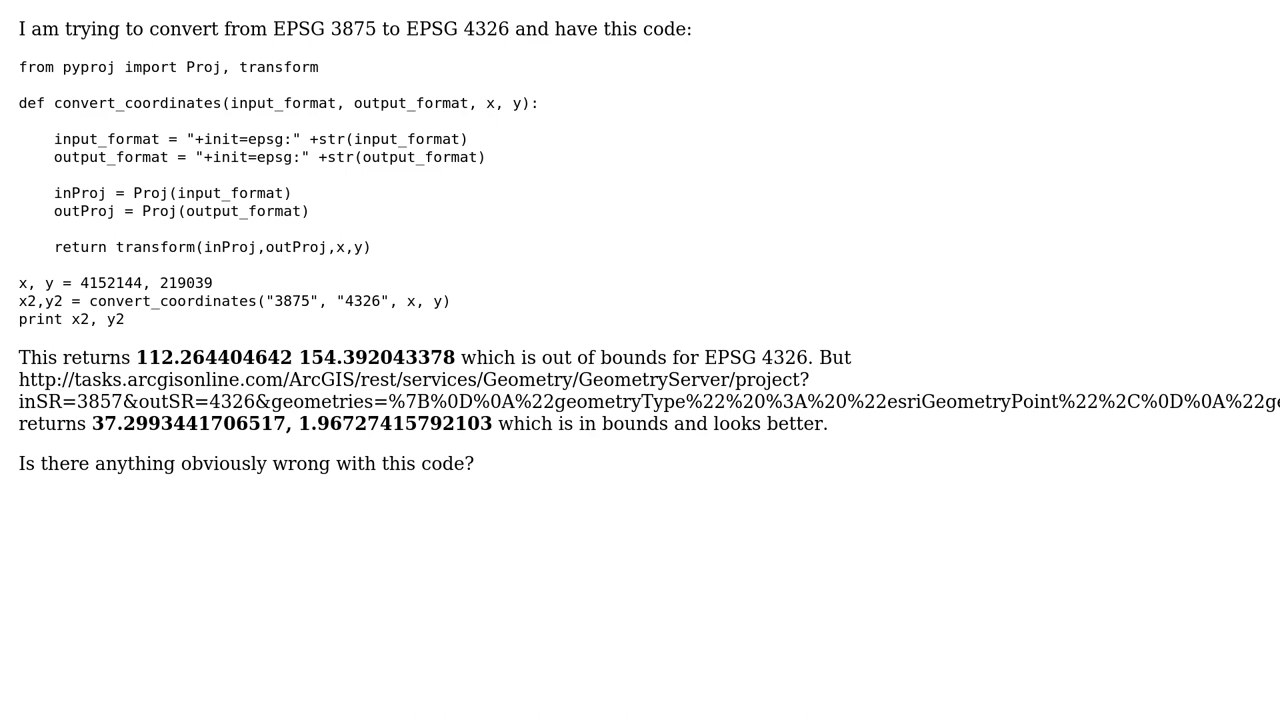 I am trying to convert from EPSG 3875 to EPSG 4326 and have this code:
from pyproj import Proj, transform
def convert_coordinates(input_format, output_format, x, y):
input_format = "+init=epsg:" +str(input_format)
output_format = "+init=epsg:" +str(output_format)
inProj = Proj(input_format)
outProj = Proj(output_format)
return transform(inProj,outProj,x,y)
x, y = 4152144, 219039
x2,y2 = convert_coordinates("3875", "4326", x, y)
print x2, y2
This returns 112.264404642 154.392043378 which is out of bounds for EPSG 4326. But
http://tasks.arcgisonline.com/ArcGIS/rest/services/Geometry/GeometryServer/project?
inSR=3857&outSR=4326&geometries=%7B%0D%0A%22geometryType%22%20%3A%20%22esriGeometryPoint%22%2C%0D%0A%22ge
returns 37.2993441706517, 1.96727415792103 which is in bounds and looks better.
Is there anything obviously wrong with this code?